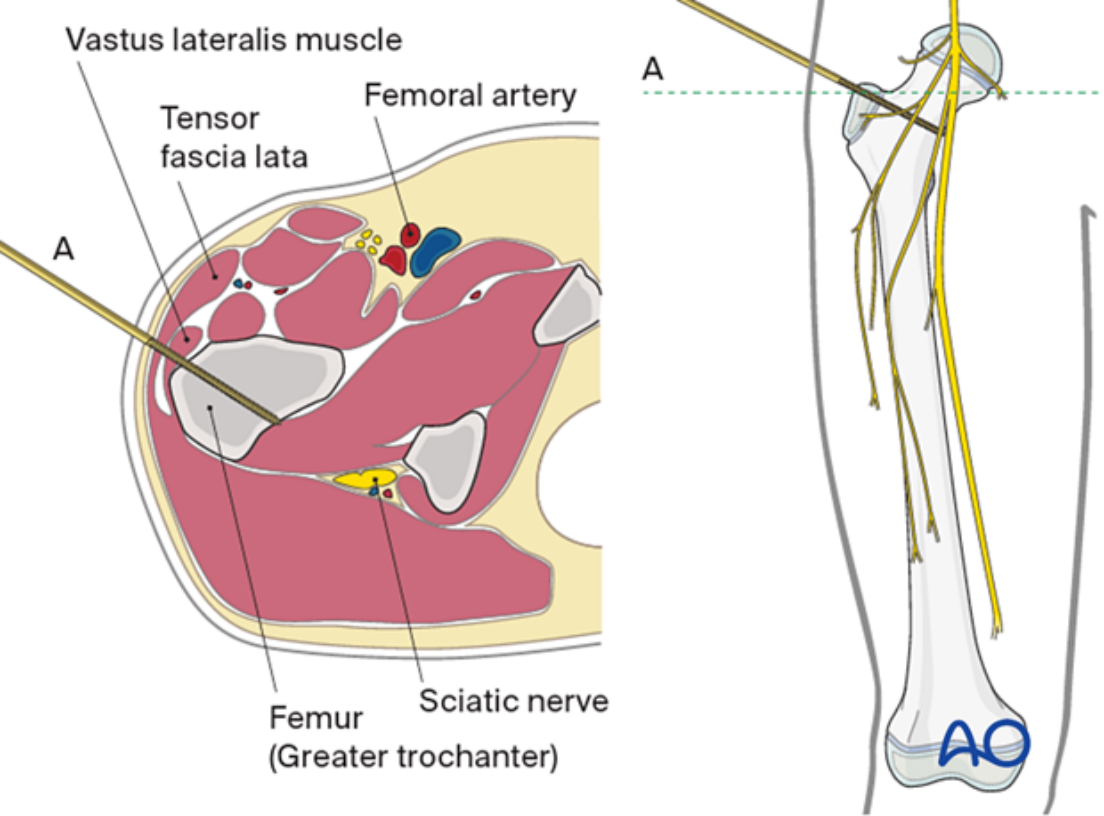 Vastus lateralis muscle
Tensor
fascia lata
Femoral artery
A
Femur
(Greater trochanter)
Sciatic nerve
A
AO